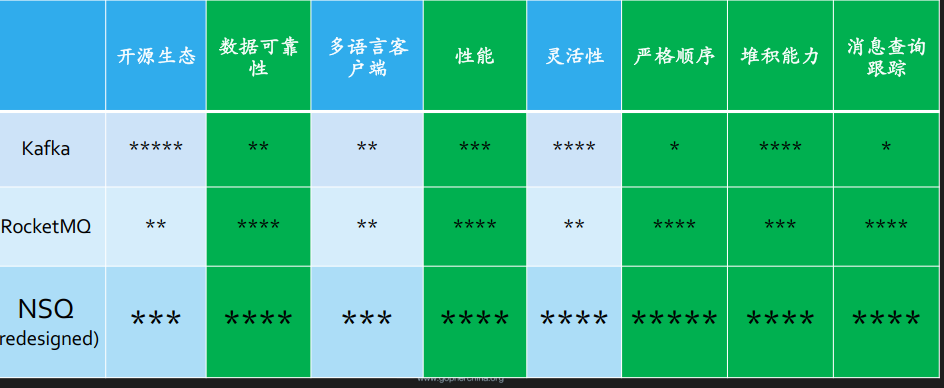 开源生态 数据可靠性 多语言客户端 性能 灵活性 严格顺序 堆积能力 消息查询跟踪
Kafka ***** ** ** *** **** * **** *
RocketMQ ** **** ** **** ** **** *** ****
NSQ *** **** *** **** **** ***** **** ****
redesigned)
www.gopherchina.org